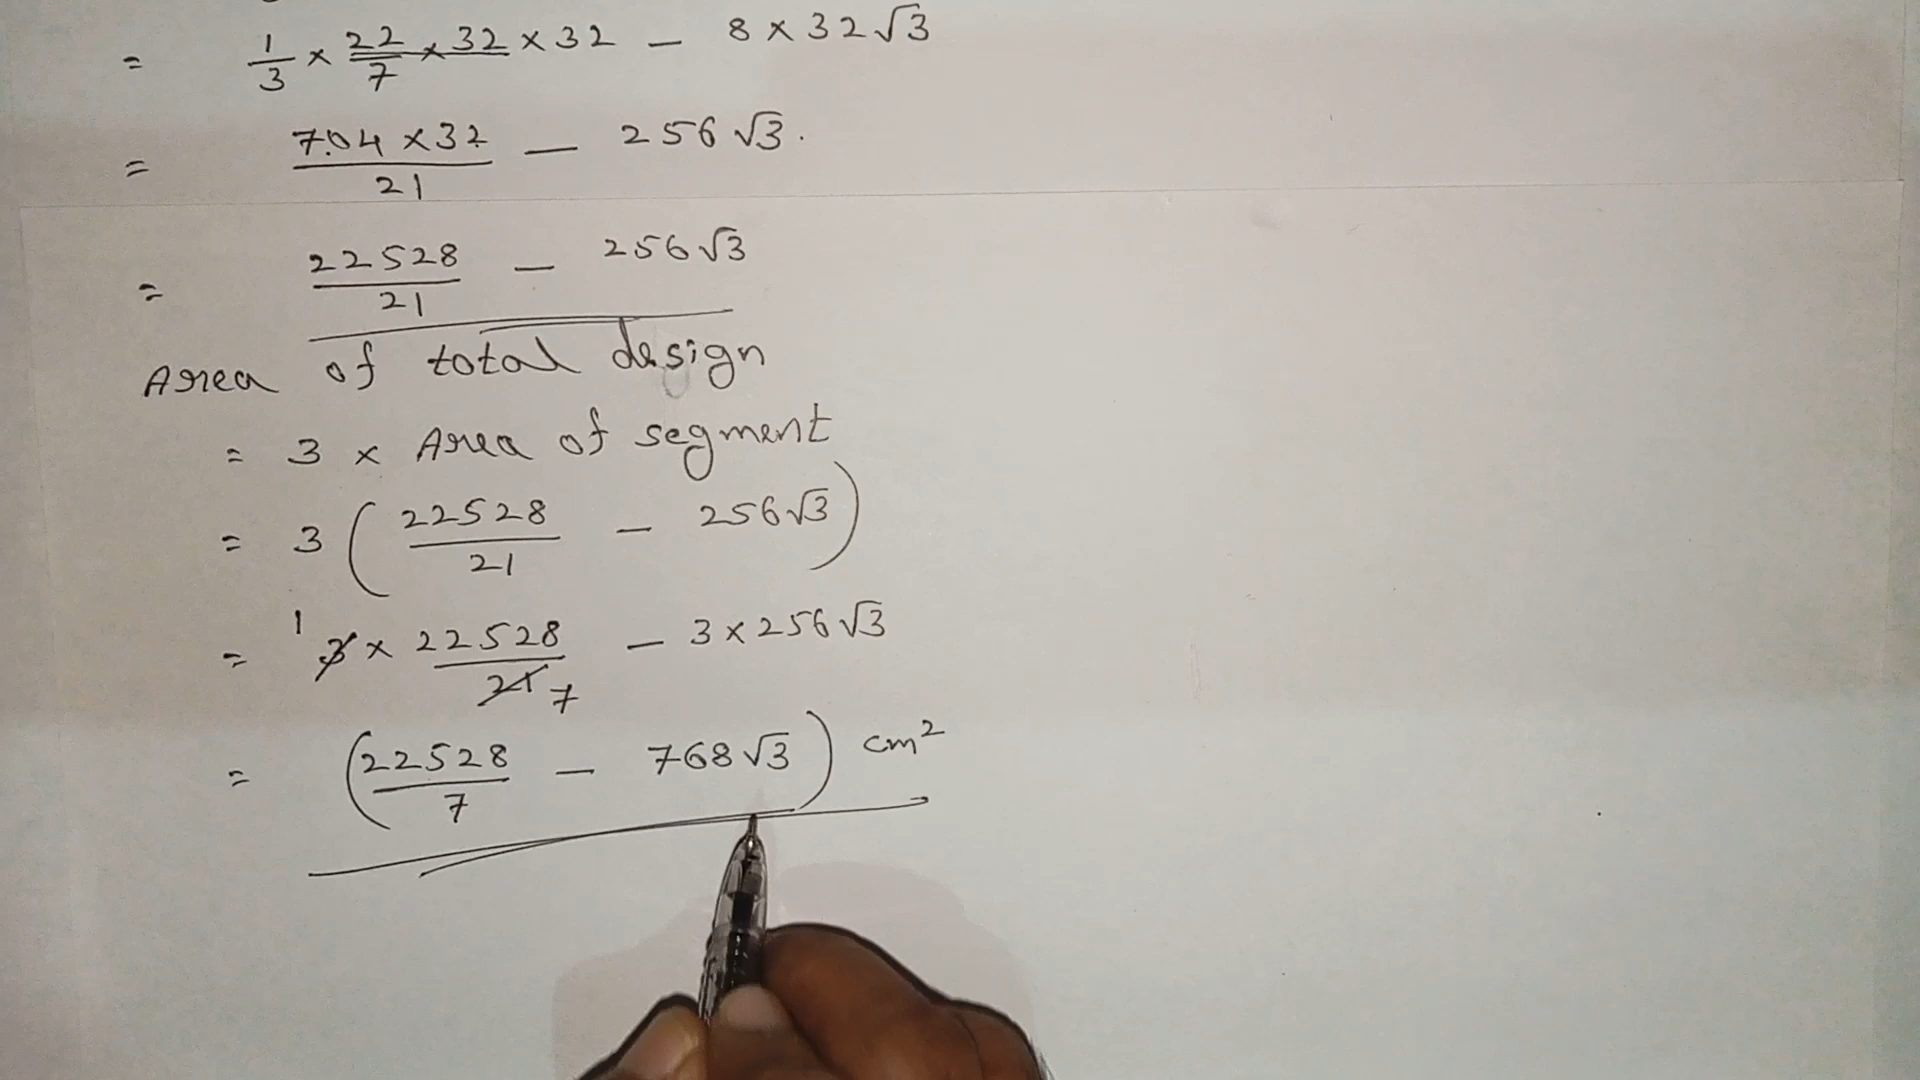 = 1/3 × 22/7 × 32 × 32 – 8 × 32√3
= 704 × 32/21 – 256√3.
= 22528/21 – 256√3
Area of total design
= 3 × Area of segment
= 3 (22528/21 – 256√3)
= 1 3 × 22528/21 7 – 3 × 256√3
= (22528/7 – 768√3) cm²